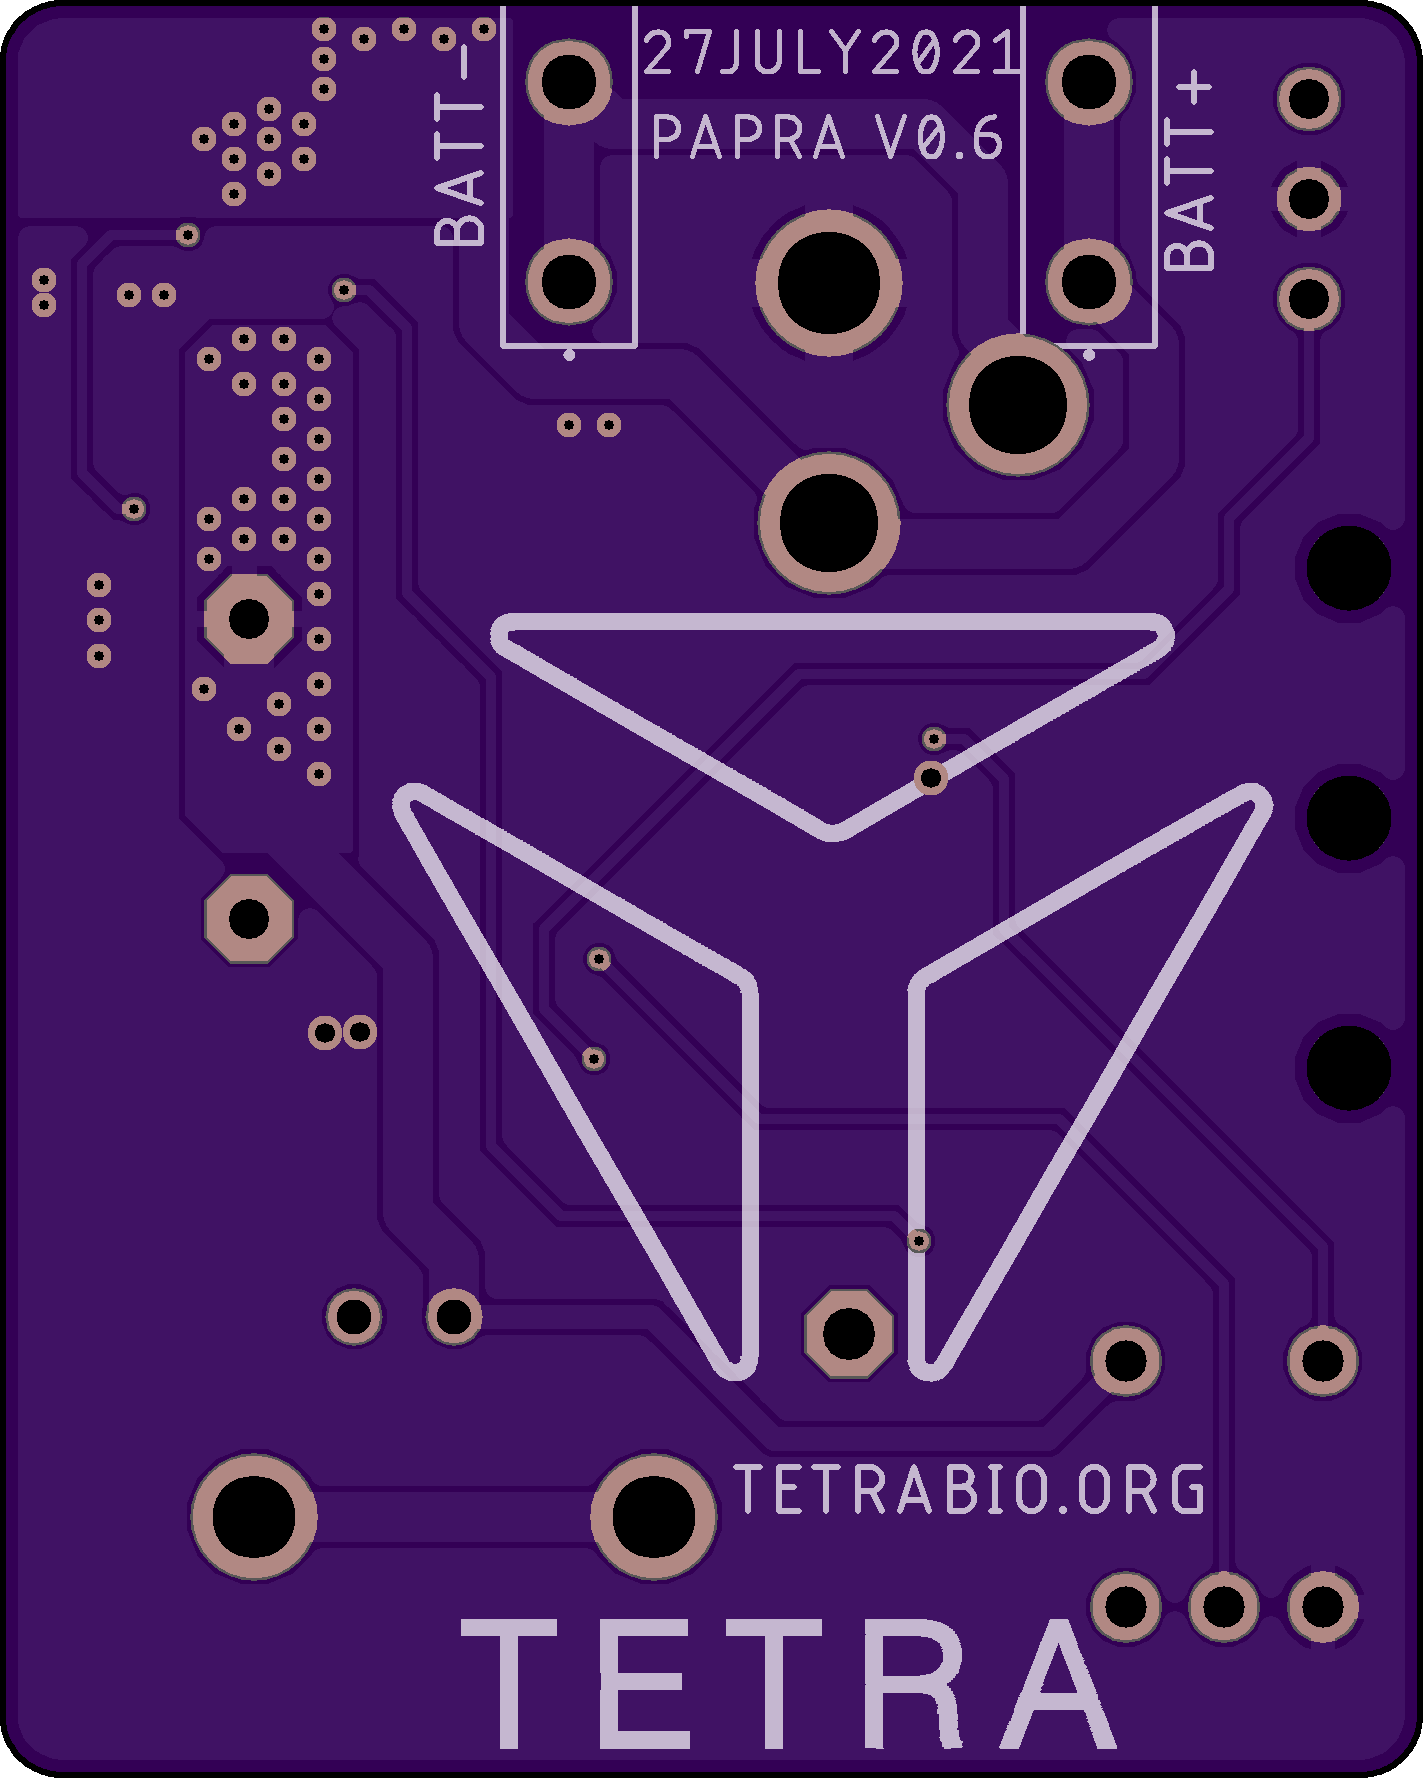 27JULY2021
PAPRA V0.6
BATT-
BATT+
TETRABIO.ORG
TETRA